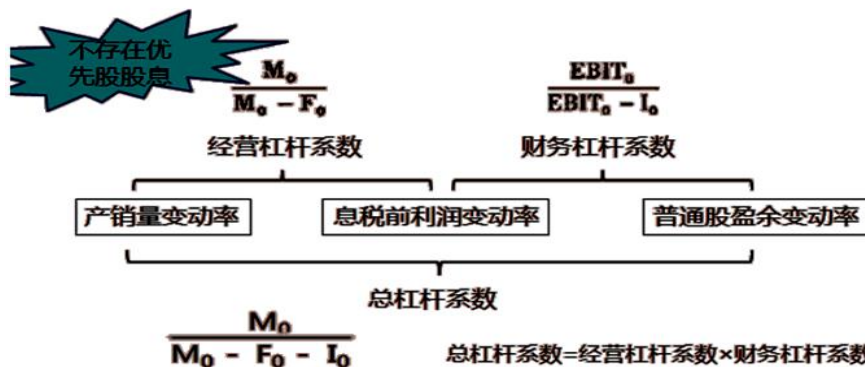 不存在优
先股股息
M₀
M₀ − F₀
EBIT₀
EBIT₀ − I₀
经营杠杆系数
财务杠杆系数
产销量变动率
息税前利润变动率
普通股盈余变动率
总杠杆系数
M₀
M₀ - F₀ - I₀
总杠杆系数=经营杠杆系数×财务杠杆系数